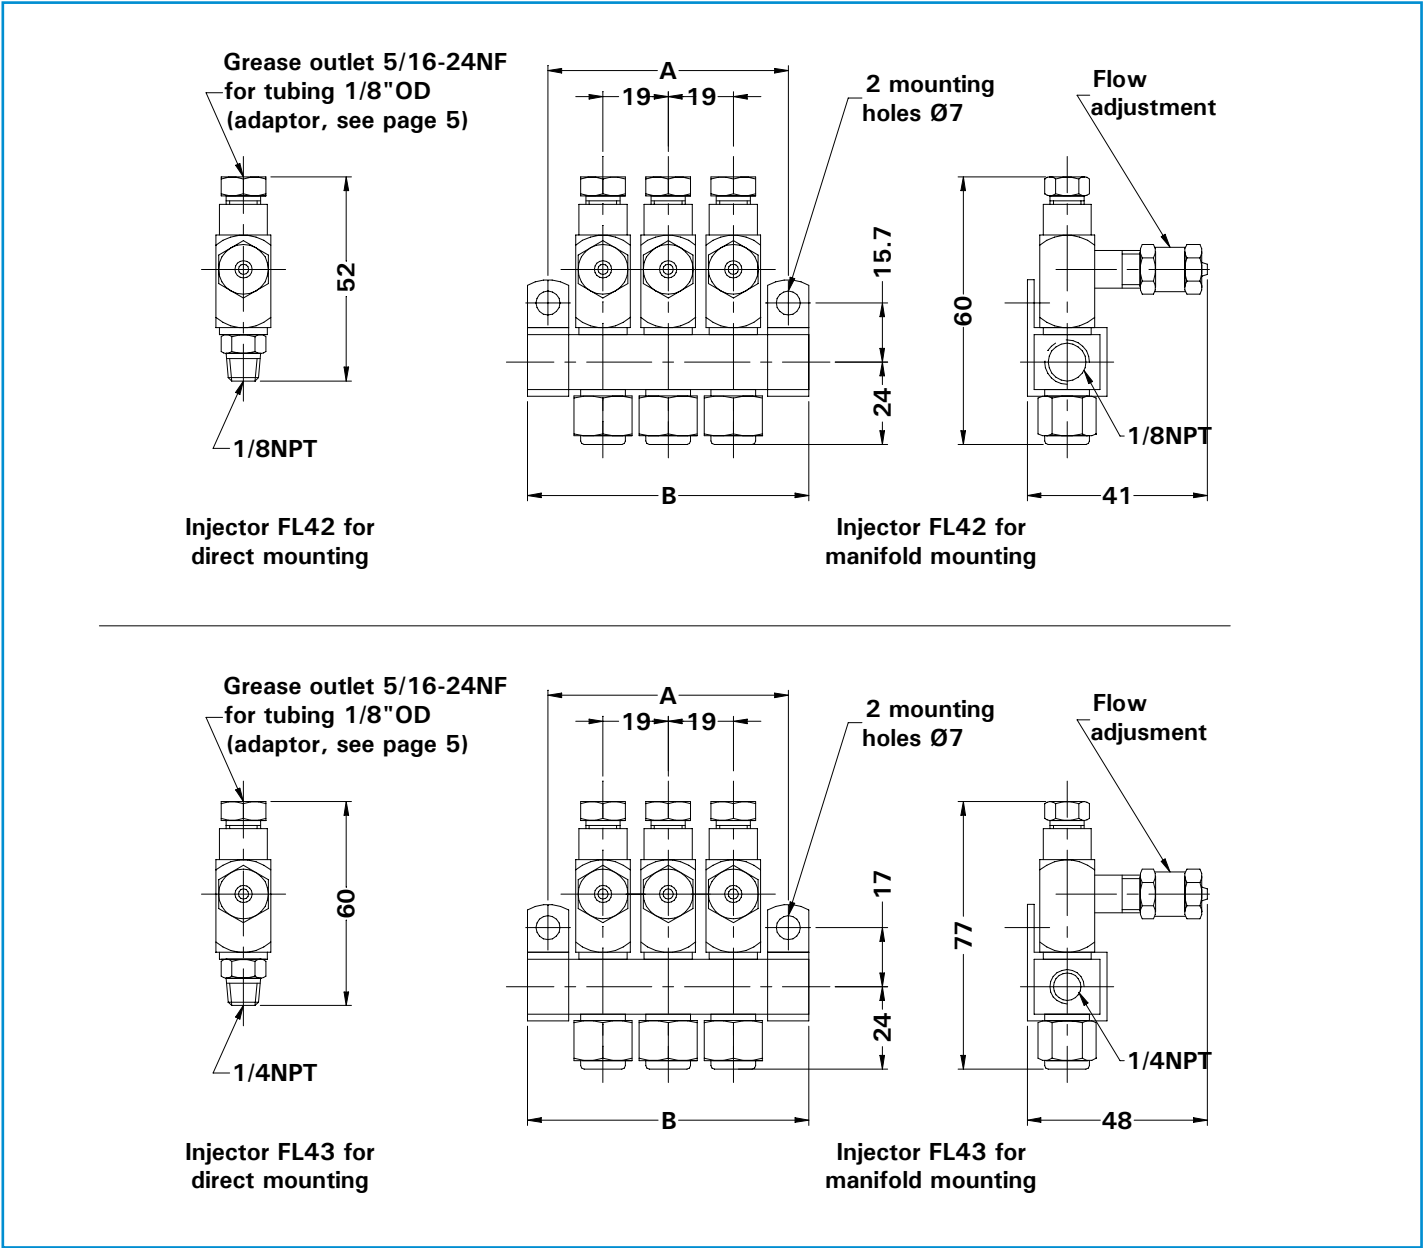 Grease outlet 5/16-24NF
for tubing 1/8"OD
(adaptor, see page 5)
52
1/8NPT
Injector FL42 for
direct mounting
A
19
19
2 mounting
holes Ø7
15.7
24
B
Flow
adjustment
60
1/8NPT
41
Injector FL42 for
manifold mounting
Grease outlet 5/16-24NF
for tubing 1/8"OD
(adaptor, see page 5)
60
1/4NPT
Injector FL43 for
direct mounting
A
19
19
2 mounting
holes Ø7
17
24
B
Flow
adjusment
77
1/4NPT
48
Injector FL43 for
manifold mounting